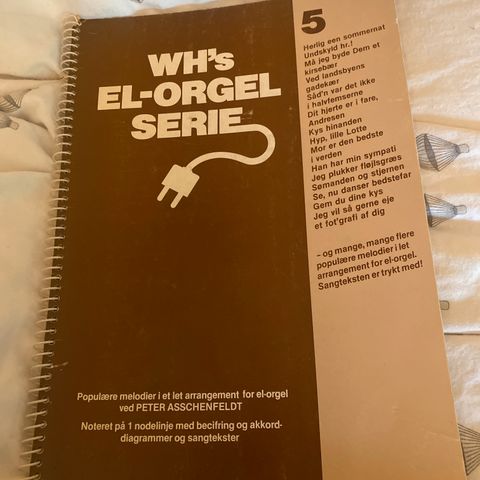 WH's
EL-ORGEL
SERIE
5
Herlig een sommernat
Undskyld hr.!
Må jeg byde Dem et
kirsebær
Ved landsbyens
gadekær
Såd'n var det ikke
i halvfemserne
Dit hjerte er i fare,
Andresen
Kys hinanden
Hyp, lille Lotte
Mor er den bedste
i verden
Han har min sympati
Jeg plukker fløjlsgræs
Sømanden og stjernen
Se, nu danser bedstefar
Gem du dine kys
Jeg vil så gerne eje
et fot'grafi af dig
– og mange, mange flere
populære melodier i let
arrangement for el-orgel.
Sangteksten er trykt med!
Populære melodier i et let arrangement for el-orgel
ved PETER ASSCHENFELDT
Noteret på 1 nodelinje med becifring og akkord-
diagrammer og sangtekster